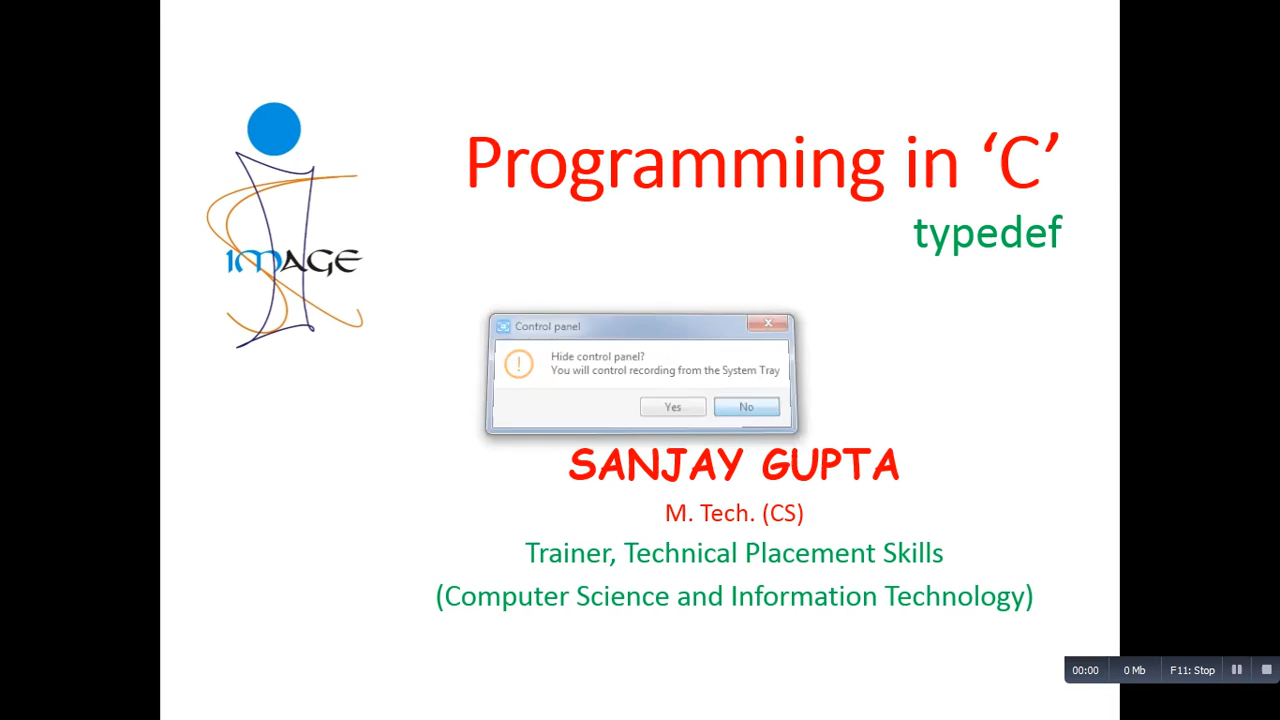 Programming in ‘C’
typedef
IMAGE
Control panel
Hide control panel?
You will control recording from the System Tray
Yes
No
SANJAY GUPTA
M. Tech. (CS)
Trainer, Technical Placement Skills
(Computer Science and Information Technology)
00:00
0 Mb
F11: Stop